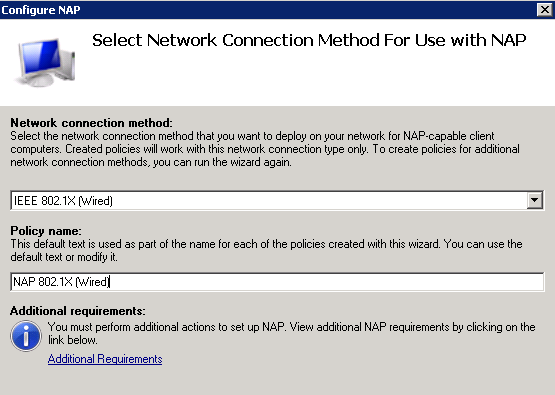 Configure NAP
Select Network Connection Method For Use with NAP
Network connection method:
Select the network connection method that you want to deploy on your network for NAP-capable client
computers. Created policies will work with this network connection type only. To create policies for additional
network connection methods, you can run the wizard again.
IEEE 802.1X (Wired)
Policy name:
This default text is used as part of the name for each of the policies created with this wizard. You can use the
default text or modify it.
NAP 802.1X (Wired)
Additional requirements:
You must perform additional actions to set up NAP. View additional NAP requirements by clicking on the
link below.
Additional Requirements